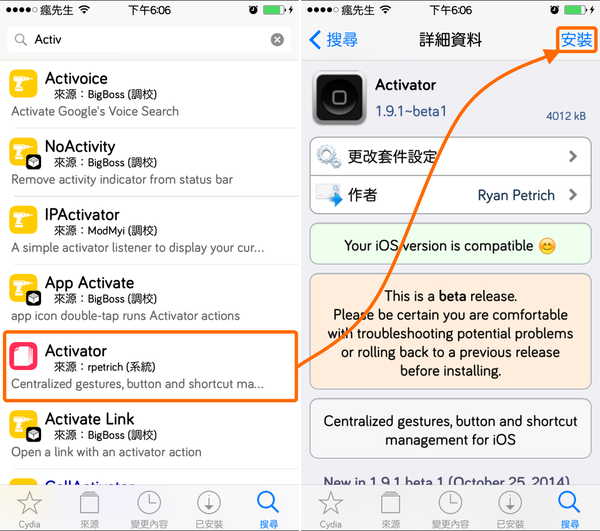 瘋先生
下午6:06
Activ
Activoice
來源：BigBoss (調校)
Activate Google's Voice Search
NoActivity
來源：BigBoss (調校)
Remove activity indicator from status bar
IPActivator
來源：ModMyi (調校)
A simple activator listener to display your cur...
App Activate
來源：BigBoss (調校)
app icon double-tap runs Activator actions
Activator
來源：rpetrich (系統)
Centralized gestures, button and shortcut ma...
Activate Link
來源：BigBoss (調校)
Open a link with an activator action
CallActivator
Cydia
來源
變更內容
已安裝
搜尋
瘋先生
下午6:06
搜尋
詳細資料
安裝
Activator
1.9.1~beta1
4012 kB
更改套件設定
作者
Ryan Petrich
Your iOS version is compatible 😊
This is a beta release.
Please be certain you are comfortable
with troubleshooting potential problems
or rolling back to a previous release
before installing.
Centralized gestures, button and shortcut
management for iOS
New in 1.9.1 beta 1 (October 25, 2014)
Cydia
來源
變更內容
已安裝
搜尋